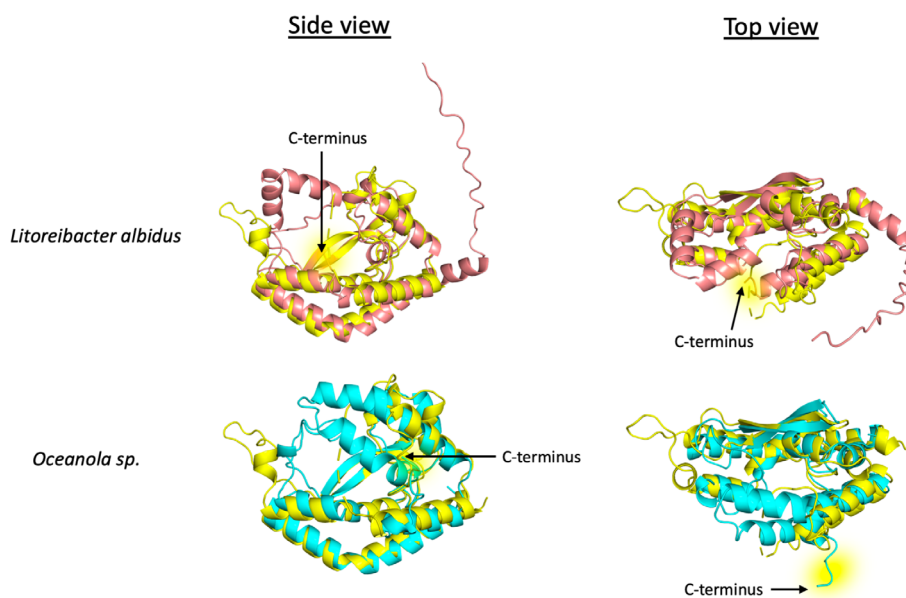 Side view
Top view
C-terminus
Litoreibacter albidus
C-terminus
Oceanola sp.
C-terminus
C-terminus